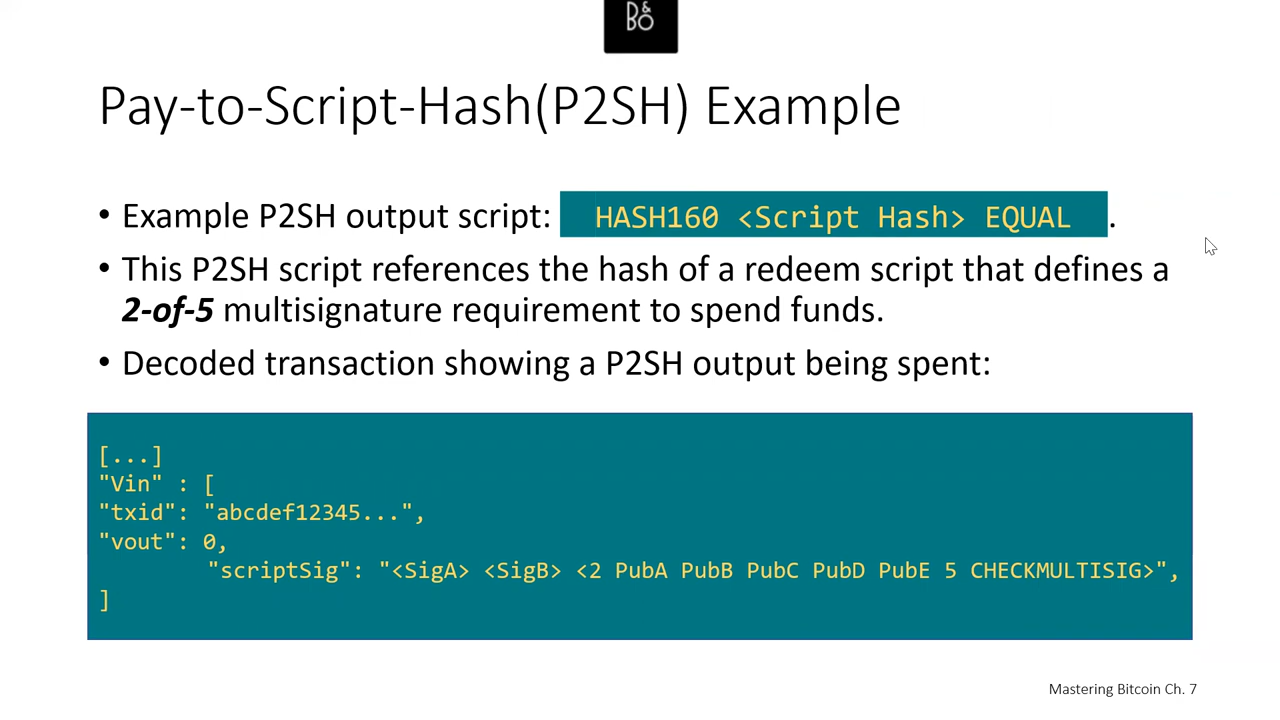 B&O
Pay-to-Script-Hash(P2SH) Example
• Example P2SH output script: HASH160 <Script Hash> EQUAL .
• This P2SH script references the hash of a redeem script that defines a
2-of-5 multisignature requirement to spend funds.
• Decoded transaction showing a P2SH output being spent:
[...]
"Vin" : [
"txid": "abcdef12345...",
"vout": 0,
"scriptSig": "<SigA> <SigB> <2 PubA PubB PubC PubD PubE 5 CHECKMULTISIG>",
]
Mastering Bitcoin Ch. 7